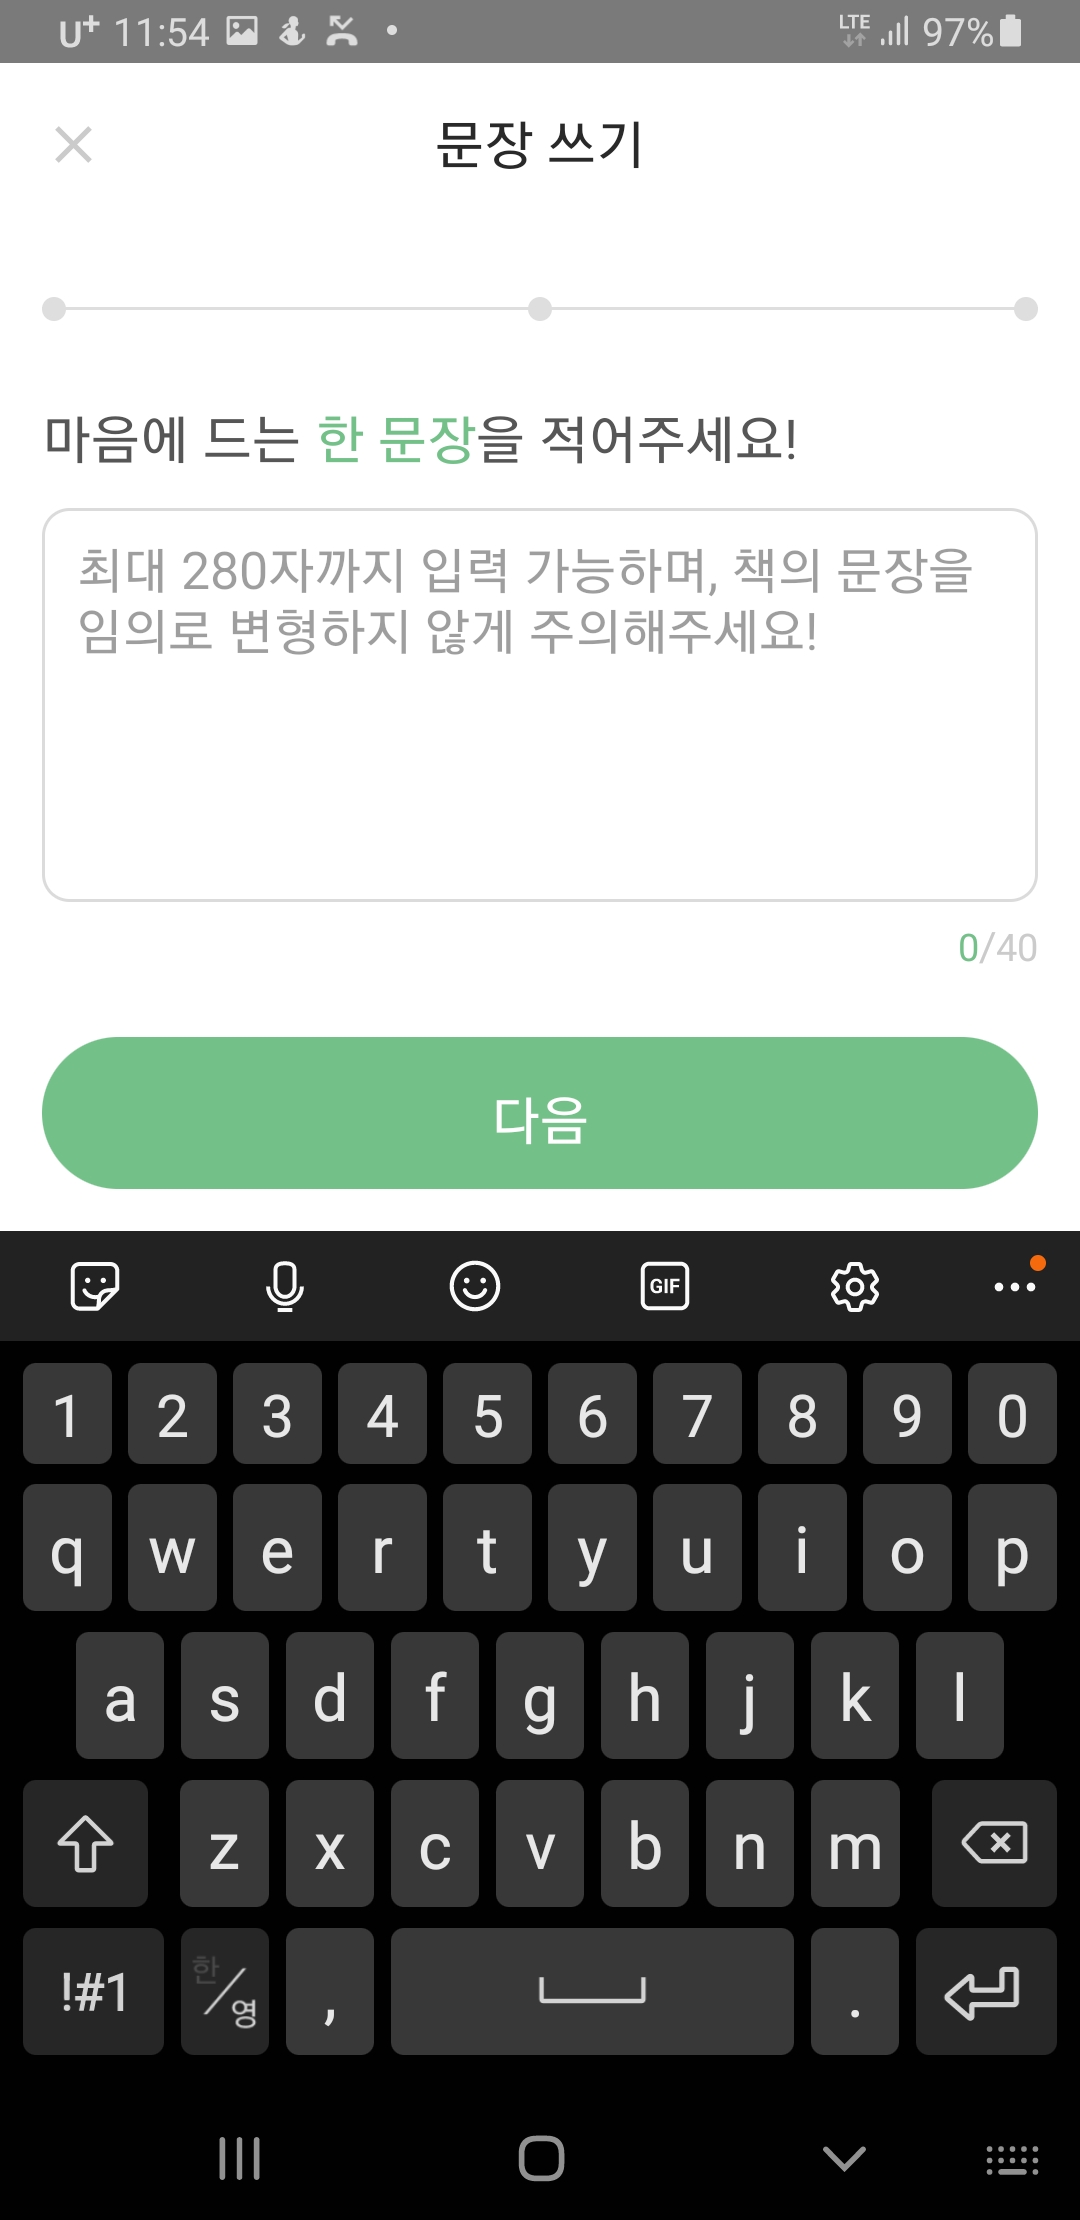 U+ 11:54 LTE 97%
문장 쓰기
마음에 드는 한 문장을 적어주세요!
최대 280자까지 입력 가능하며, 책의 문장을
임의로 변형하지 않게 주의해주세요!
0/40
다음
GIF
1 2 3 4 5 6 7 8 9 0
q w e r t y u i o p
a s d f g h j k l
z x c v b n m
!#1 한/영 , .